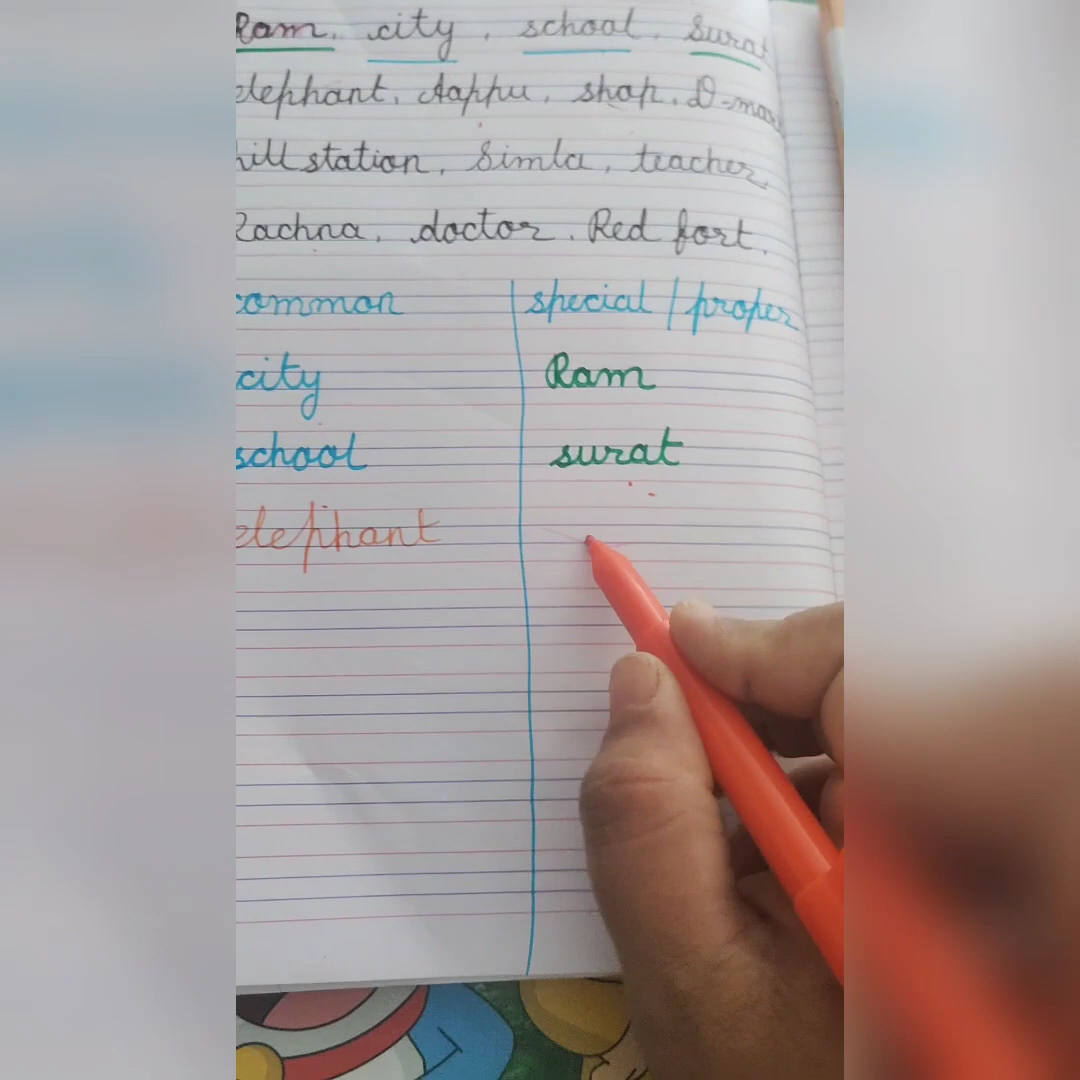 Ram, city, school, Surat
elephant, Aappu, shop, D-mar
hill station, Simla, teacher,
Rachna, doctor, Red fort,
common special / proper
city Ram
school surat
elephant